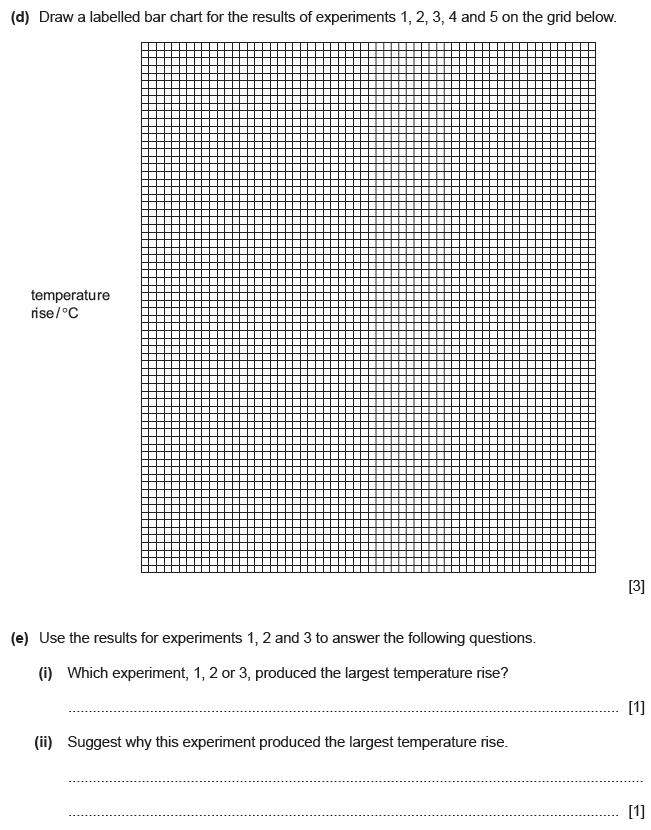 (d) Draw a labelled bar chart for the results of experiments 1, 2, 3, 4 and 5 on the grid below.
temperature
rise / °C
[3]
(e) Use the results for experiments 1, 2 and 3 to answer the following questions.
(i) Which experiment, 1, 2 or 3, produced the largest temperature rise?
[1]
(ii) Suggest why this experiment produced the largest temperature rise.
[1]